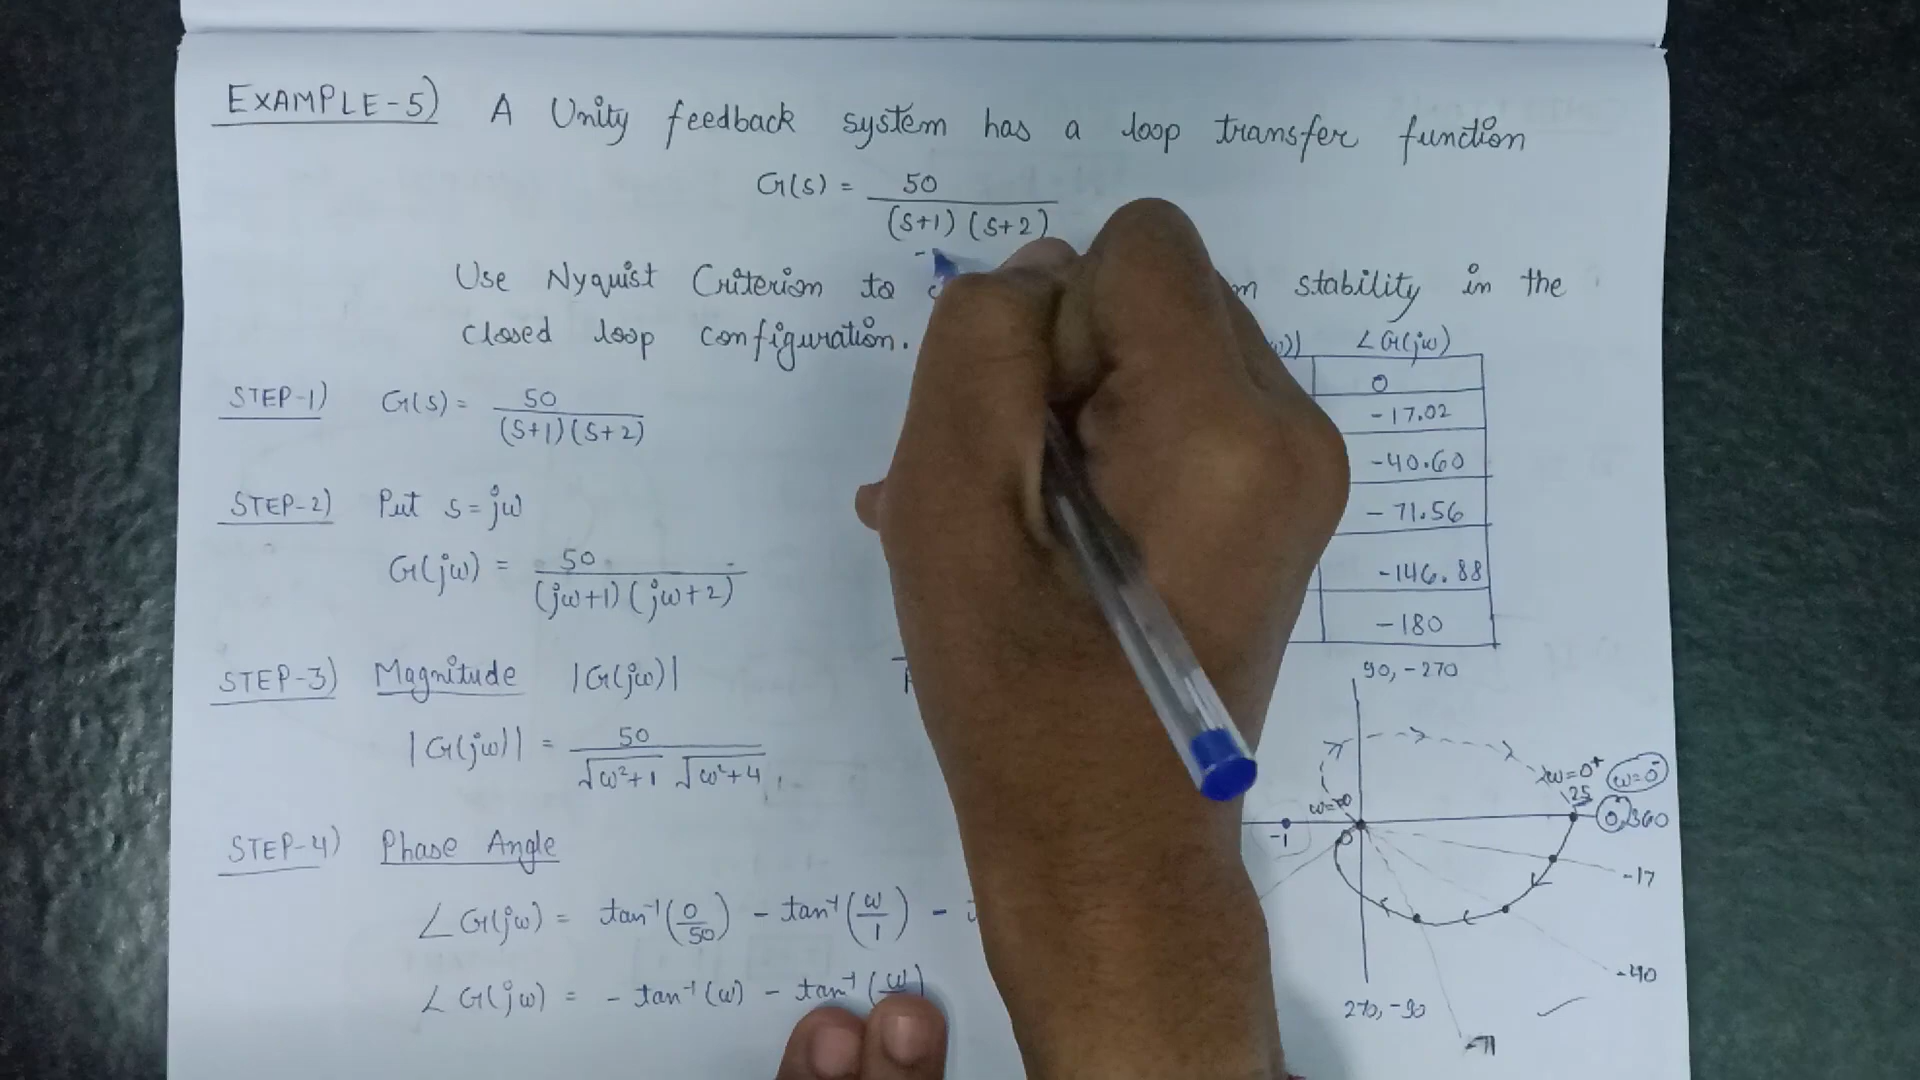 EXAMPLE-5) A Unity feedback system has a loop transfer function
G(s) = 50 / (s+1) (s+2)
Use Nyquist Criterion to stability in the
closed loop configuration.
∠G(jω)
0
-17.02
-40.60
-71.56
-146.88
-180
STEP-1) G(s) = 50 / (s+1)(s+2)
STEP-2) Put s=jω
G(jω) = 50 / (jω+1) (jω+2)
STEP-3) Magnitude |G(jω)|
|G(jω)| = 50 / √ω²+1 √ω²+4
STEP-4) Phase Angle
∠G(jω) = tan⁻¹(0/50) - tan⁻¹(ω/1) -
∠G(jω) = - tan⁻¹(ω) - tan⁻¹(ω
90, -270
ω=0⁺ ω=0⁻
25
ω=∞
-1 0 0,360
-17
-40
270, -90
-71